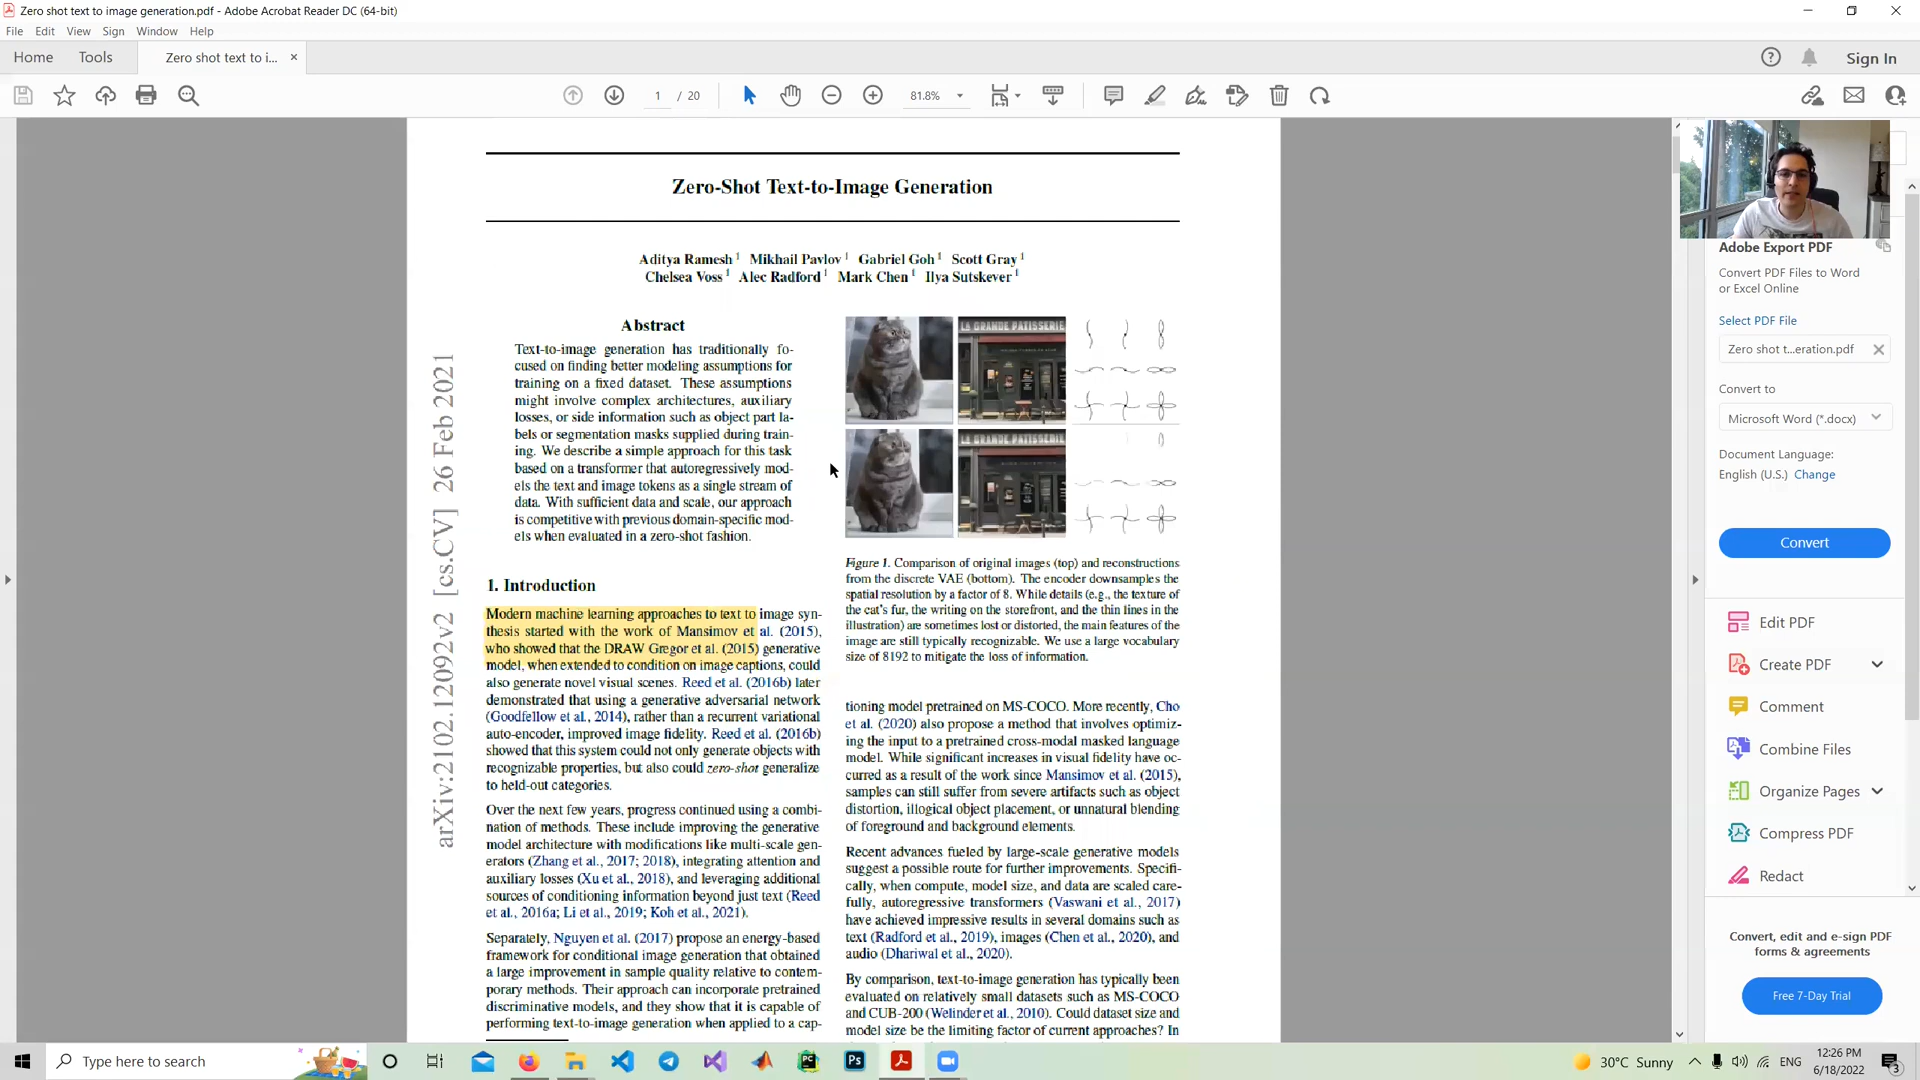 Zero shot text to image generation.pdf - Adobe Acrobat Reader DC (64-bit)
File Edit View Sign Window Help
Home Tools Zero shot text to i... × Sign In
1 / 20 81.8%
Zero-Shot Text-to-Image Generation
Aditya Ramesh 1 Mikhail Pavlov 1 Gabriel Goh 1 Scott Gray 1
Chelsea Voss 1 Alec Radford 1 Mark Chen 1 Ilya Sutskever 1
arXiv:2102.12092v2 [cs.CV] 26 Feb 2021
Abstract
Text-to-image generation has traditionally fo-
cused on finding better modeling assumptions for
training on a fixed dataset. These assumptions
might involve complex architectures, auxiliary
losses, or side information such as object part la-
bels or segmentation masks supplied during train-
ing. We describe a simple approach for this task
based on a transformer that autoregressively mod-
els the text and image tokens as a single stream of
data. With sufficient data and scale, our approach
is competitive with previous domain-specific mod-
els when evaluated in a zero-shot fashion.
1. Introduction
Modern machine learning approaches to text to image syn-
thesis started with the work of Mansimov et al. (2015),
who showed that the DRAW Gregor et al. (2015) generative
model, when extended to condition on image captions, could
also generate novel visual scenes. Reed et al. (2016b) later
demonstrated that using a generative adversarial network
(Goodfellow et al., 2014), rather than a recurrent variational
auto-encoder, improved image fidelity. Reed et al. (2016b)
showed that this system could not only generate objects with
recognizable properties, but also could zero-shot generalize
to held-out categories.
Over the next few years, progress continued using a combi-
nation of methods. These include improving the generative
model architecture with modifications like multi-scale gen-
erators (Zhang et al., 2017; 2018), integrating attention and
auxiliary losses (Xu et al., 2018), and leveraging additional
sources of conditioning information beyond just text (Reed
et al., 2016a; Li et al., 2019; Koh et al., 2021).
Separately, Nguyen et al. (2017) propose an energy-based
framework for conditional image generation that obtained
a large improvement in sample quality relative to contem-
porary methods. Their approach can incorporate pretrained
discriminative models, and they show that it is capable of
performing text-to-image generation when applied to a cap-
LA GRANDE PATISSERIE
LA GRANDE PATISSERIE
Figure 1. Comparison of original images (top) and reconstructions
from the discrete VAE (bottom). The encoder downsamples the
spatial resolution by a factor of 8. While details (e.g., the texture of
the cat's fur, the writing on the storefront, and the thin lines in the
illustration) are sometimes lost or distorted, the main features of the
image are still typically recognizable. We use a large vocabulary
size of 8192 to mitigate the loss of information.
tioning model pretrained on MS-COCO. More recently, Cho
et al. (2020) also propose a method that involves optimiz-
ing the input to a pretrained cross-modal masked language
model. While significant increases in visual fidelity have oc-
curred as a result of the work since Mansimov et al. (2015),
samples can still suffer from severe artifacts such as object
distortion, illogical object placement, or unnatural blending
of foreground and background elements.
Recent advances fueled by large-scale generative models
suggest a possible route for further improvements. Specifi-
cally, when compute, model size, and data are scaled care-
fully, autoregressive transformers (Vaswani et al., 2017)
have achieved impressive results in several domains such as
text (Radford et al., 2019), images (Chen et al., 2020), and
audio (Dhariwal et al., 2020).
By comparison, text-to-image generation has typically been
evaluated on relatively small datasets such as MS-COCO
and CUB-200 (Welinder et al., 2010). Could dataset size and
model size be the limiting factor of current approaches? In
Adobe Export PDF
Convert PDF Files to Word
or Excel Online
Select PDF File
Zero shot t...eration.pdf
Convert to
Microsoft Word (*.docx)
Document Language:
English (U.S.) Change
Convert
Edit PDF
Create PDF
Comment
Combine Files
Organize Pages
Compress PDF
Redact
Convert, edit and e-sign PDF
forms & agreements
Free 7-Day Trial
Type here to search
Ps
PC
30°C Sunny
ENG
12:26 PM
6/18/2022
3